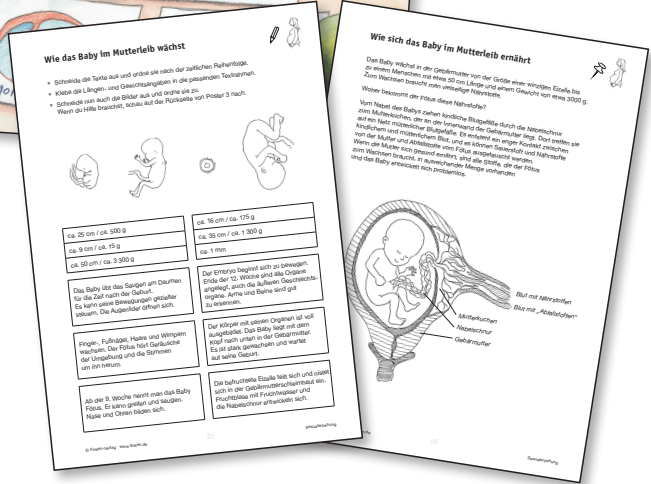 Wie das Baby im Mutterleib wächst
Schneide die Texte aus und ordne sie nach der zeitlichen Reihenfolge.
Klebe die Längen- und Gewichtsangaben in die passenden Textrahmen.
Schneide nun auch die Bilder aus und ordne sie zu.
Wenn du Hilfe brauchst, schau auf der Rückseite von Poster 3 nach.
ca. 25 cm / ca. 500 g
ca. 9 cm / ca. 15 g
ca. 50 cm / ca. 3 300 g
ca. 16 cm / ca. 175 g
ca. 35 cm / ca. 1 300 g
ca. 1 mm
Das Baby übt das Saugen am Daumen
für die Zeit nach der Geburt.
Es kann seine Bewegungen gezielter
steuern. Die Augenlider öffnen sich.
Der Embryo beginnt sich zu bewegen.
Ende der 12. Woche sind alle Organe
angelegt, auch die äußeren Geschlechts-
organe. Arme und Beine sind gut
zu erkennen.
Finger-, Fußnägel, Haare und Wimpern
wachsen. Der Fötus hört Geräusche
der Umgebung und die Stimmen
um ihn herum.
Der Körper mit seinen Organen ist voll
ausgebildet. Das Baby liegt mit dem
Kopf nach unten in der Gebärmutter.
Es ist stark gewachsen und wartet
auf seine Geburt.
Ab der 9. Woche nennt man das Baby
Fötus. Er kann greifen und saugen.
Nase und Ohren bilden sich.
Die befruchtete Eizelle teilt sich und nistet
sich in der Gebärmutterschleimhaut ein.
Fruchtblase mit Fruchtwasser und
die Nabelschnur entwickeln sich.
21
Sexualerziehung
Wie sich das Baby im Mutterleib ernährt
Das Baby wächst in der Gebärmutter von der Größe einer winzigen Eizelle bis
zu einem Menschen mit etwa 50 cm Länge und einem Gewicht von etwa 3000 g.
Zum Wachsen braucht man vielseitige Nährstoffe.
Woher bekommt der Fötus diese Nährstoffe?
Vom Nabel des Babys ziehen kindliche Blutgefäße durch die Nabelschnur
zum Mutterkuchen, der an der Innenwand der Gebärmutter liegt. Dort treffen sie
auf ein Netz mütterlicher Blutgefäße. Es entsteht ein enger Kontakt zwischen
kindlichem und mütterlichem Blut, und es können Sauerstoff und Nährstoffe
von der Mutter und Abfallstoffe vom Fötus ausgetauscht werden.
Wenn die Mutter sich gesund ernährt, sind alle Stoffe, die der Fötus
zum Wachsen braucht, in ausreichender Menge vorhanden
und das Baby entwickelt sich problemlos.
Blut mit Nährstoffen
Blut mit „Abfallstoffen“
Mutterkuchen
Nabelschnur
Gebärmutter
Sexualerziehung